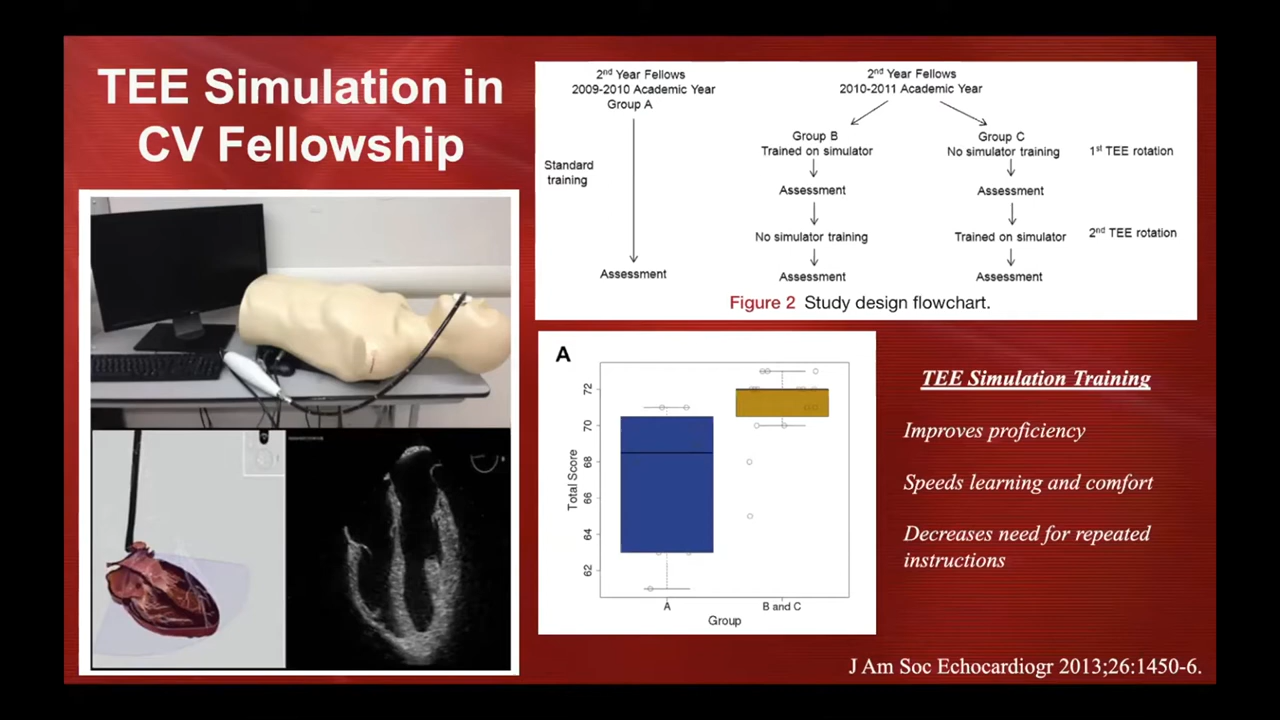 TEE Simulation in
CV Fellowship
2nd Year Fellows
2009-2010 Academic Year
Group A
Standard
training
Assessment
2nd Year Fellows
2010-2011 Academic Year
Group B
Trained on simulator
Group C
No simulator training
1st TEE rotation
Assessment
Assessment
No simulator training
Trained on simulator
2nd TEE rotation
Assessment
Assessment
Figure 2 Study design flowchart.
A
Total Score
72
70
68
66
64
62
A
B and C
Group
TEE Simulation Training
Improves proficiency
Speeds learning and comfort
Decreases need for repeated
instructions
J Am Soc Echocardiogr 2013;26:1450-6.